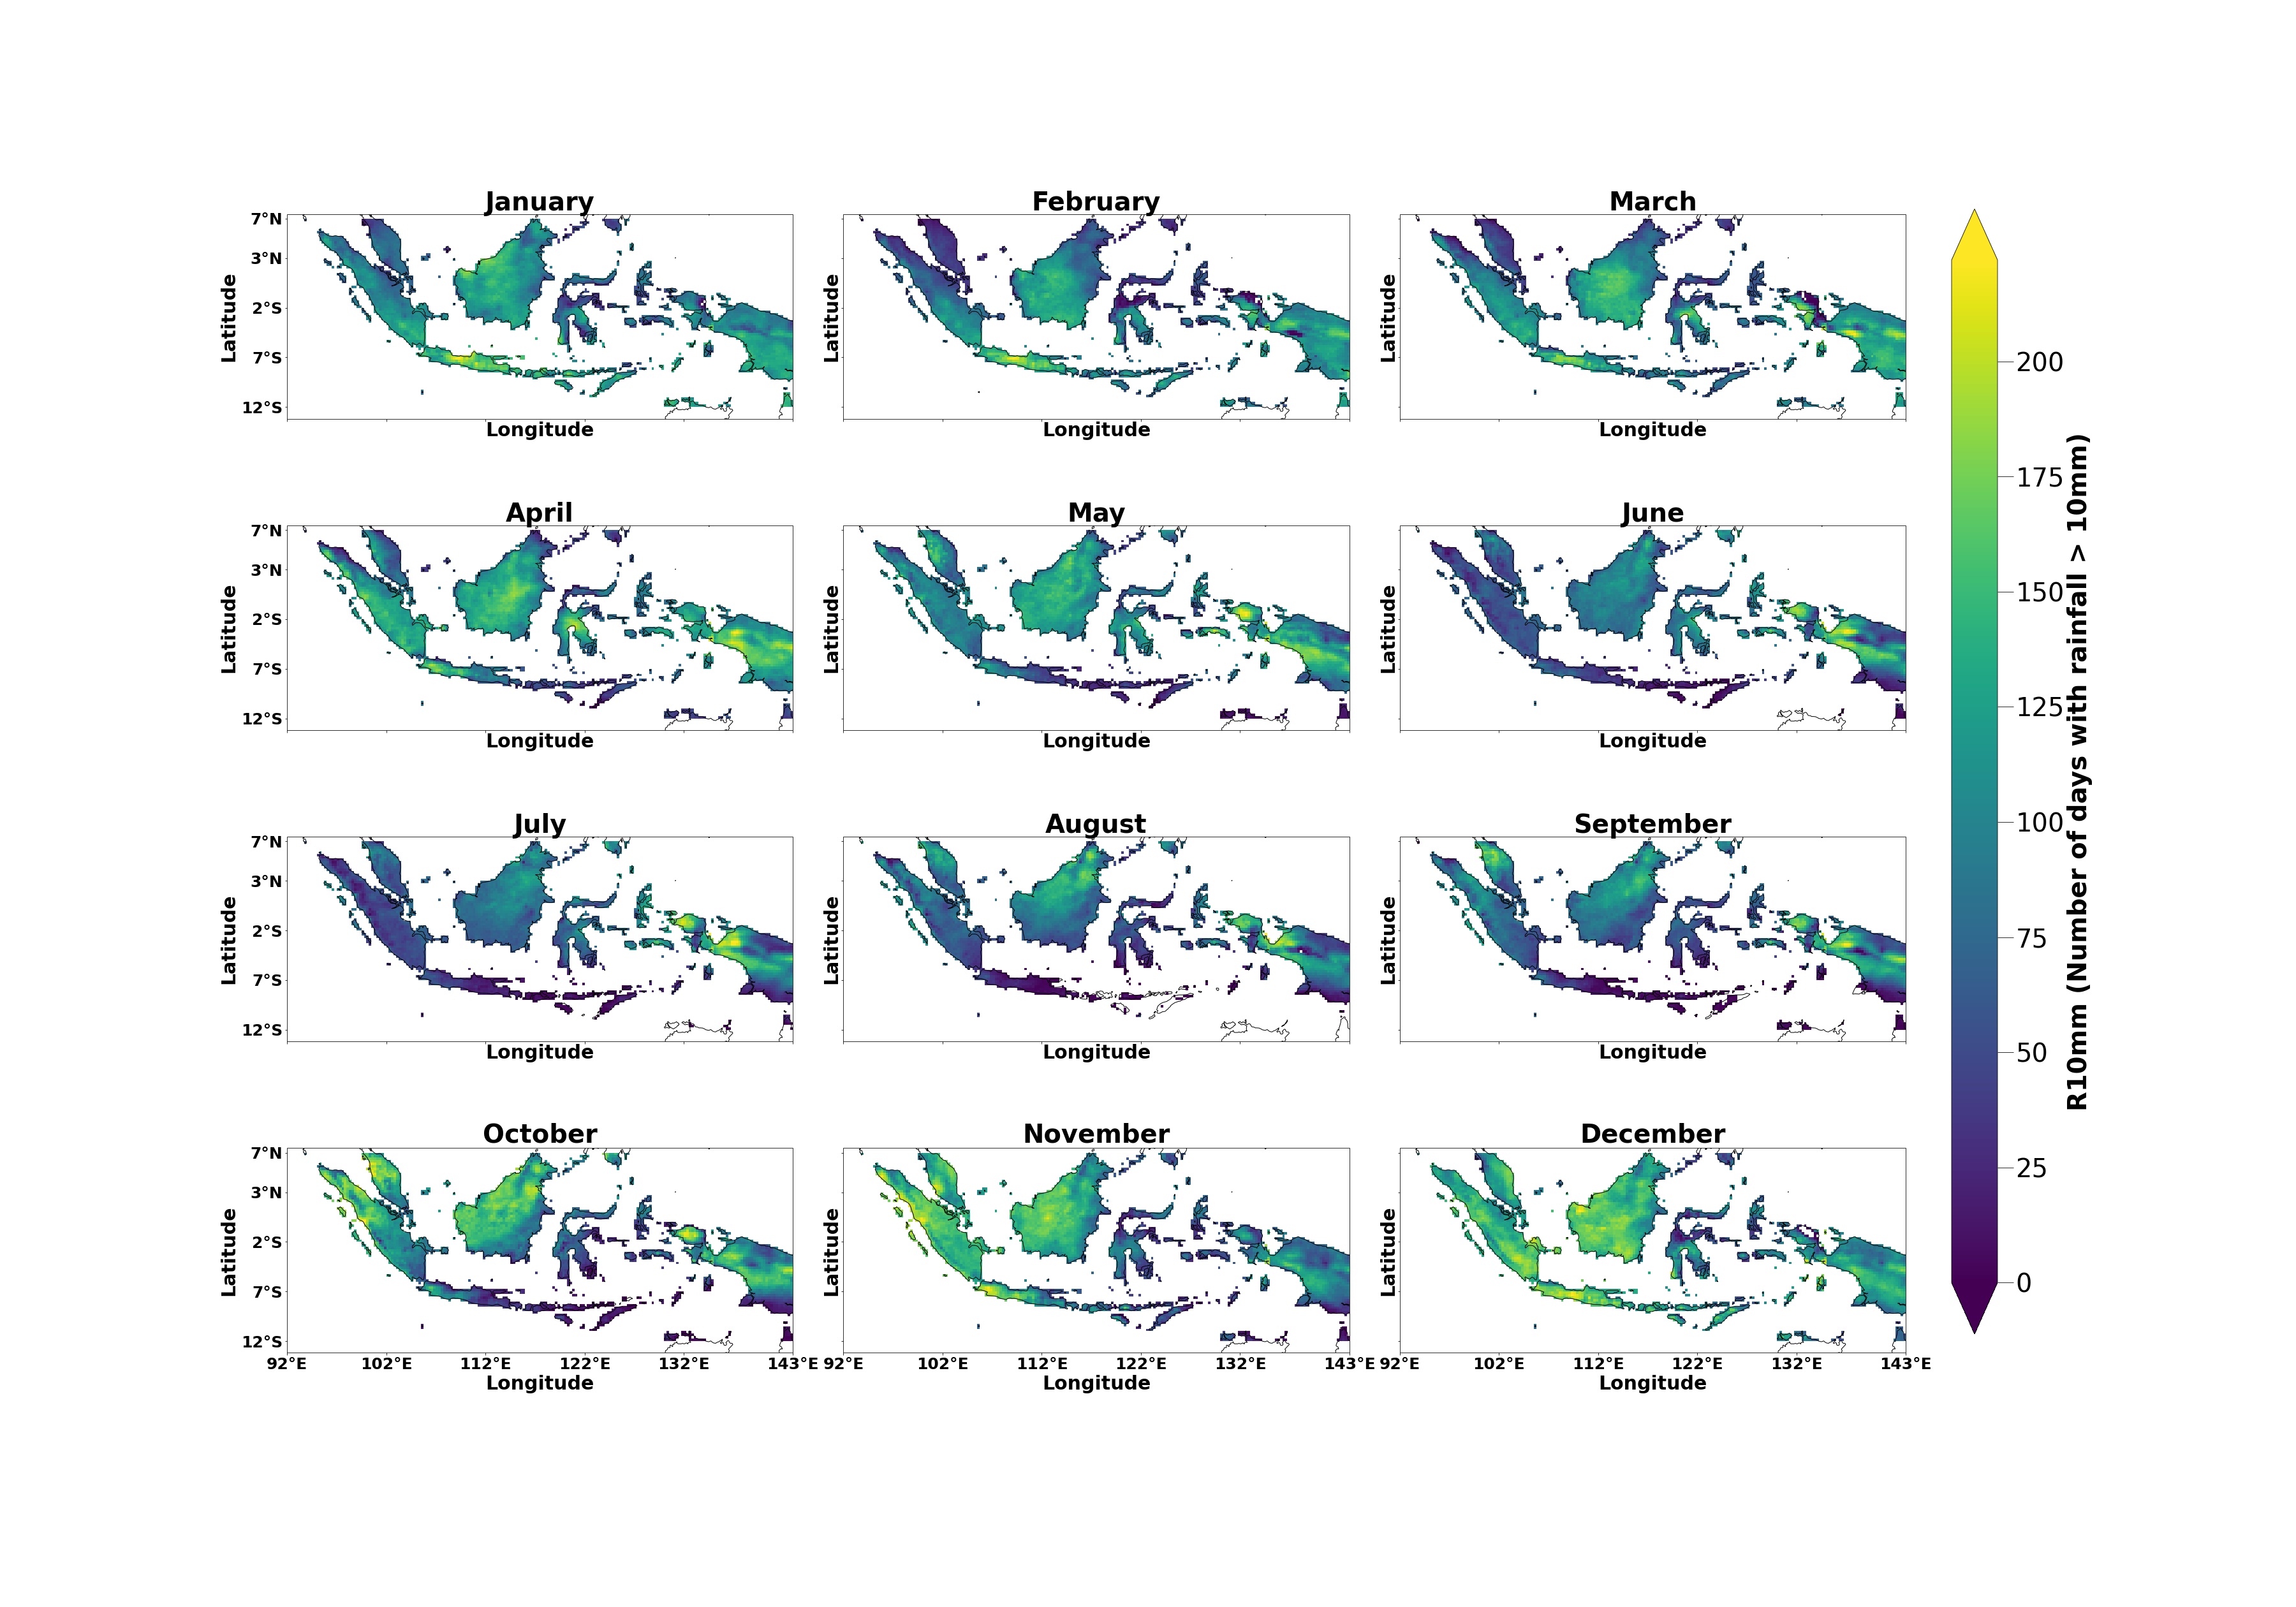 January
February
March
7°N
3°N
2°S
7°S
12°S
Latitude
Latitude
Latitude
Longitude
Longitude
Longitude
April
May
June
7°N
3°N
2°S
7°S
12°S
Latitude
Latitude
Latitude
Longitude
Longitude
Longitude
July
August
September
7°N
3°N
2°S
7°S
12°S
Latitude
Latitude
Latitude
Longitude
Longitude
Longitude
October
November
December
7°N
3°N
2°S
7°S
12°S
Latitude
Latitude
Latitude
92°E 102°E 112°E 122°E 132°E 143°E
92°E 102°E 112°E 122°E 132°E 143°E
92°E 102°E 112°E 122°E 132°E 143°E
Longitude
Longitude
Longitude
200
175
150
125
100
75
50
25
0
R10mm (Number of days with rainfall > 10mm)